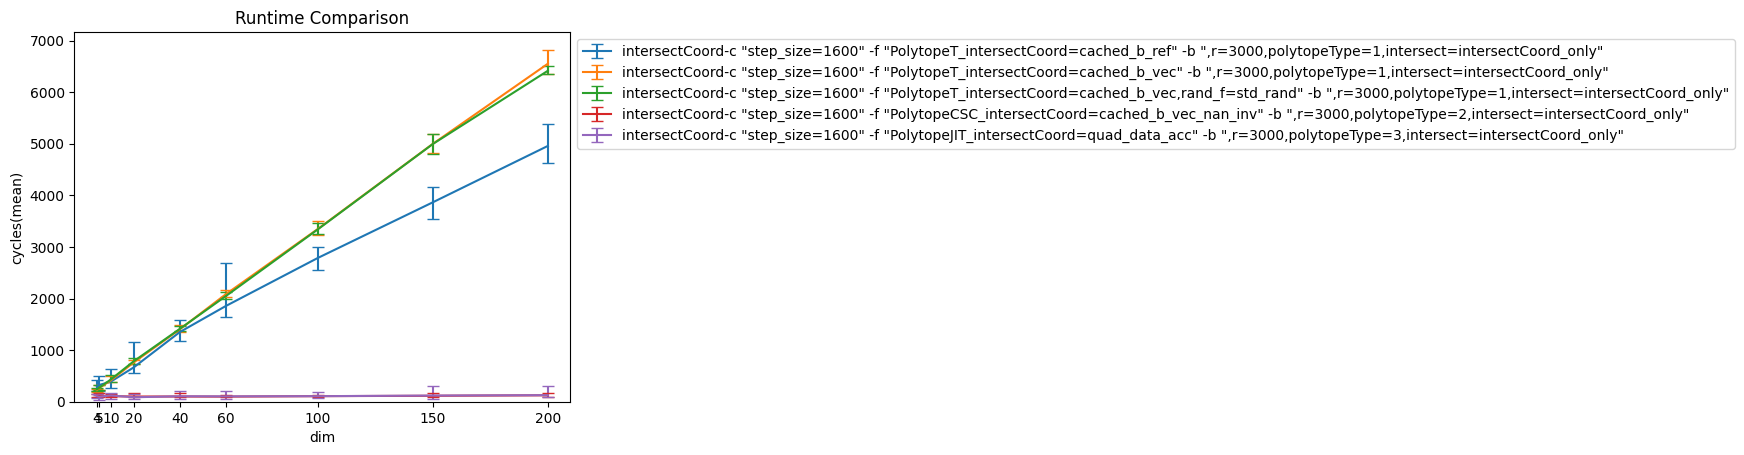 Runtime Comparison
intersectCoord-c "step_size=1600" -f "PolytopeT_intersectCoord=cached_b_ref" -b ",r=3000,polytopeType=1,intersect=intersectCoord_only"
intersectCoord-c "step_size=1600" -f "PolytopeT_intersectCoord=cached_b_vec" -b ",r=3000,polytopeType=1,intersect=intersectCoord_only"
intersectCoord-c "step_size=1600" -f "PolytopeT_intersectCoord=cached_b_vec,rand_f=std_rand" -b ",r=3000,polytopeType=1,intersect=intersectCoord_only"
intersectCoord-c "step_size=1600" -f "PolytopeCSC_intersectCoord=cached_b_vec_nan_inv" -b ",r=3000,polytopeType=2,intersect=intersectCoord_only"
intersectCoord-c "step_size=1600" -f "PolytopeJIT_intersectCoord=quad_data_acc" -b ",r=3000,polytopeType=3,intersect=intersectCoord_only"
cycles(mean)
7000
6000
5000
4000
3000
2000
1000
0
4 5 10 20 40 60 100 150 200
dim